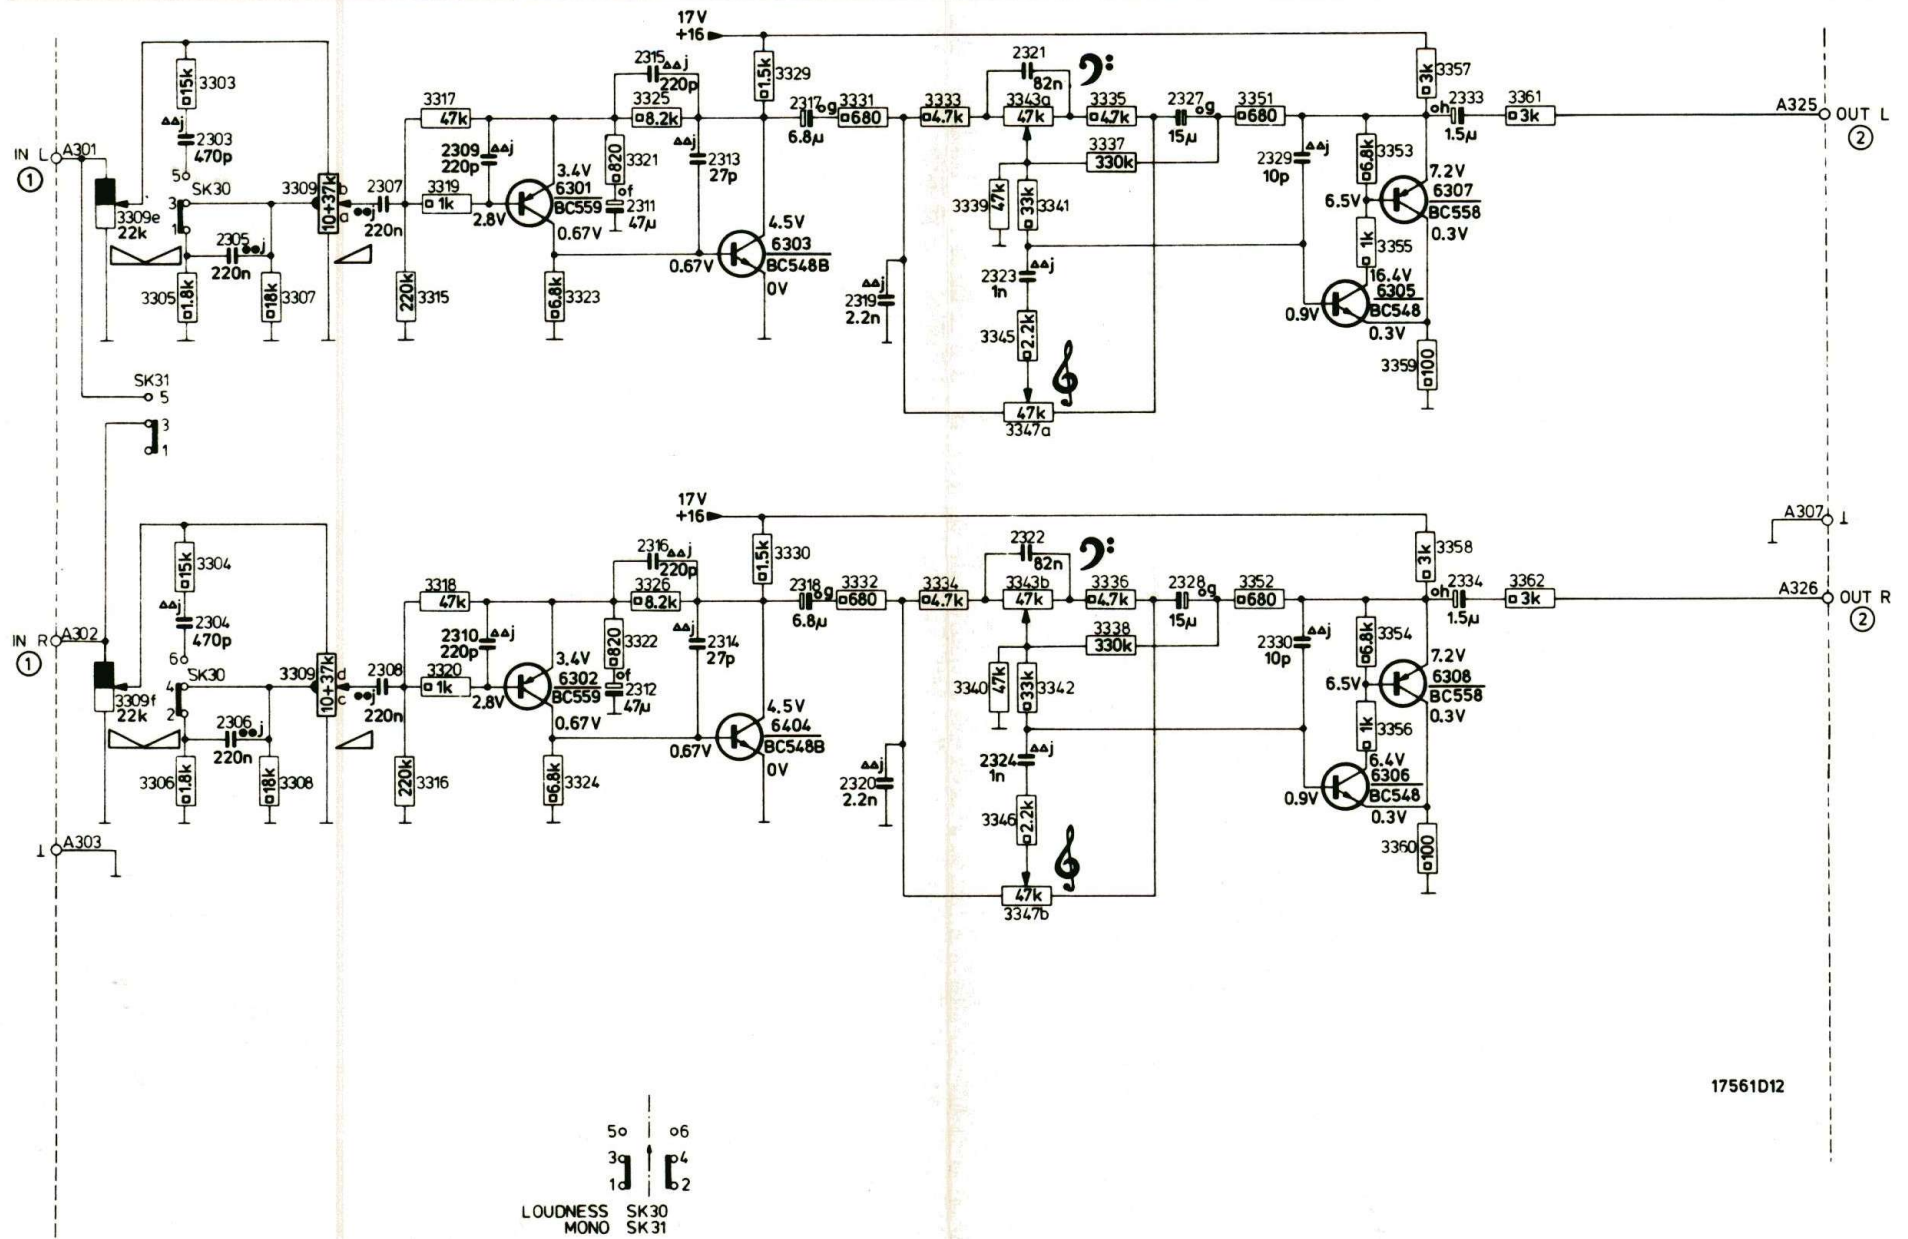 17V
+16
3303
□15k
△△j
2303
470p
5
IN L
①
A301
SK30
3
1
3309e
22k
3309
10+37k
b
a
2307
●●j
220n
2305 ●●j
220n
3305
□1.8k
□18k
3307
3317
47k
2309 △△j
220p
3319
□ 1k
2.8V
220k
3315
2315 △△j
220p
3325
□8.2k
□820
3321
of
2311
47μ
3.4V
6301
BC559
0.67V
□6.8k
3323
△△j
2313
27p
0.67V
□1.5k
3329
4.5V
6303
BC548B
0V
2317 og
6.8μ
3331
□680
△△j
2319
2.2n
3333
□4.7k
2321
82n
3343a
47k
3335
□4.7k
3337
330k
3339
47k
□33k
3341
2323 △△j
1n
3345
□2.2k
47k
3347a
2327 og
15μ
3351
□680
2329 △△j
10p
□6.8k
3353
6.5V
□1k
3355
16.4V
6305
BC548
0.9V
0.3V
7.2V
6307
BC558
0.3V
3359
□100
□3k
3357
oh 2333
1.5μ
3361
□ 3k
A325
OUT L
②
SK31
5
3
1
17V
+16
3304
□15k
△△j
2304
470p
6
IN R
①
A302
SK30
4
2
3309f
22k
3309
10+37k
d
c
2308
●●j
220n
2306 ●●j
220n
3306
□1.8k
□18k
3308
3318
47k
2310 △△j
220p
3320
□ 1k
2.8V
220k
3316
2316 △△j
220p
3326
□8.2k
□820
3322
of
2312
47μ
3.4V
6302
BC559
0.67V
□6.8k
3324
△△j
2314
27p
0.67V
□1.5k
3330
4.5V
6404
BC548B
0V
2318 og
6.8μ
3332
□680
△△j
2320
2.2n
3334
□4.7k
2322
82n
3343b
47k
3336
□4.7k
3338
330k
3340
47k
□33k
3342
2324 △△j
1n
3346
□2.2k
47k
3347b
2328 og
15μ
3352
□680
2330 △△j
10p
□6.8k
3354
6.5V
□1k
3356
6.4V
6306
BC548
0.9V
0.3V
7.2V
6308
BC558
0.3V
3360
□100
□3k
3358
oh 2334
1.5μ
3362
□ 3k
A307
⊥
A326
OUT R
②
⊥
A303
17561D12
5 6
3 4
1 2
LOUDNESS SK30
MONO SK31